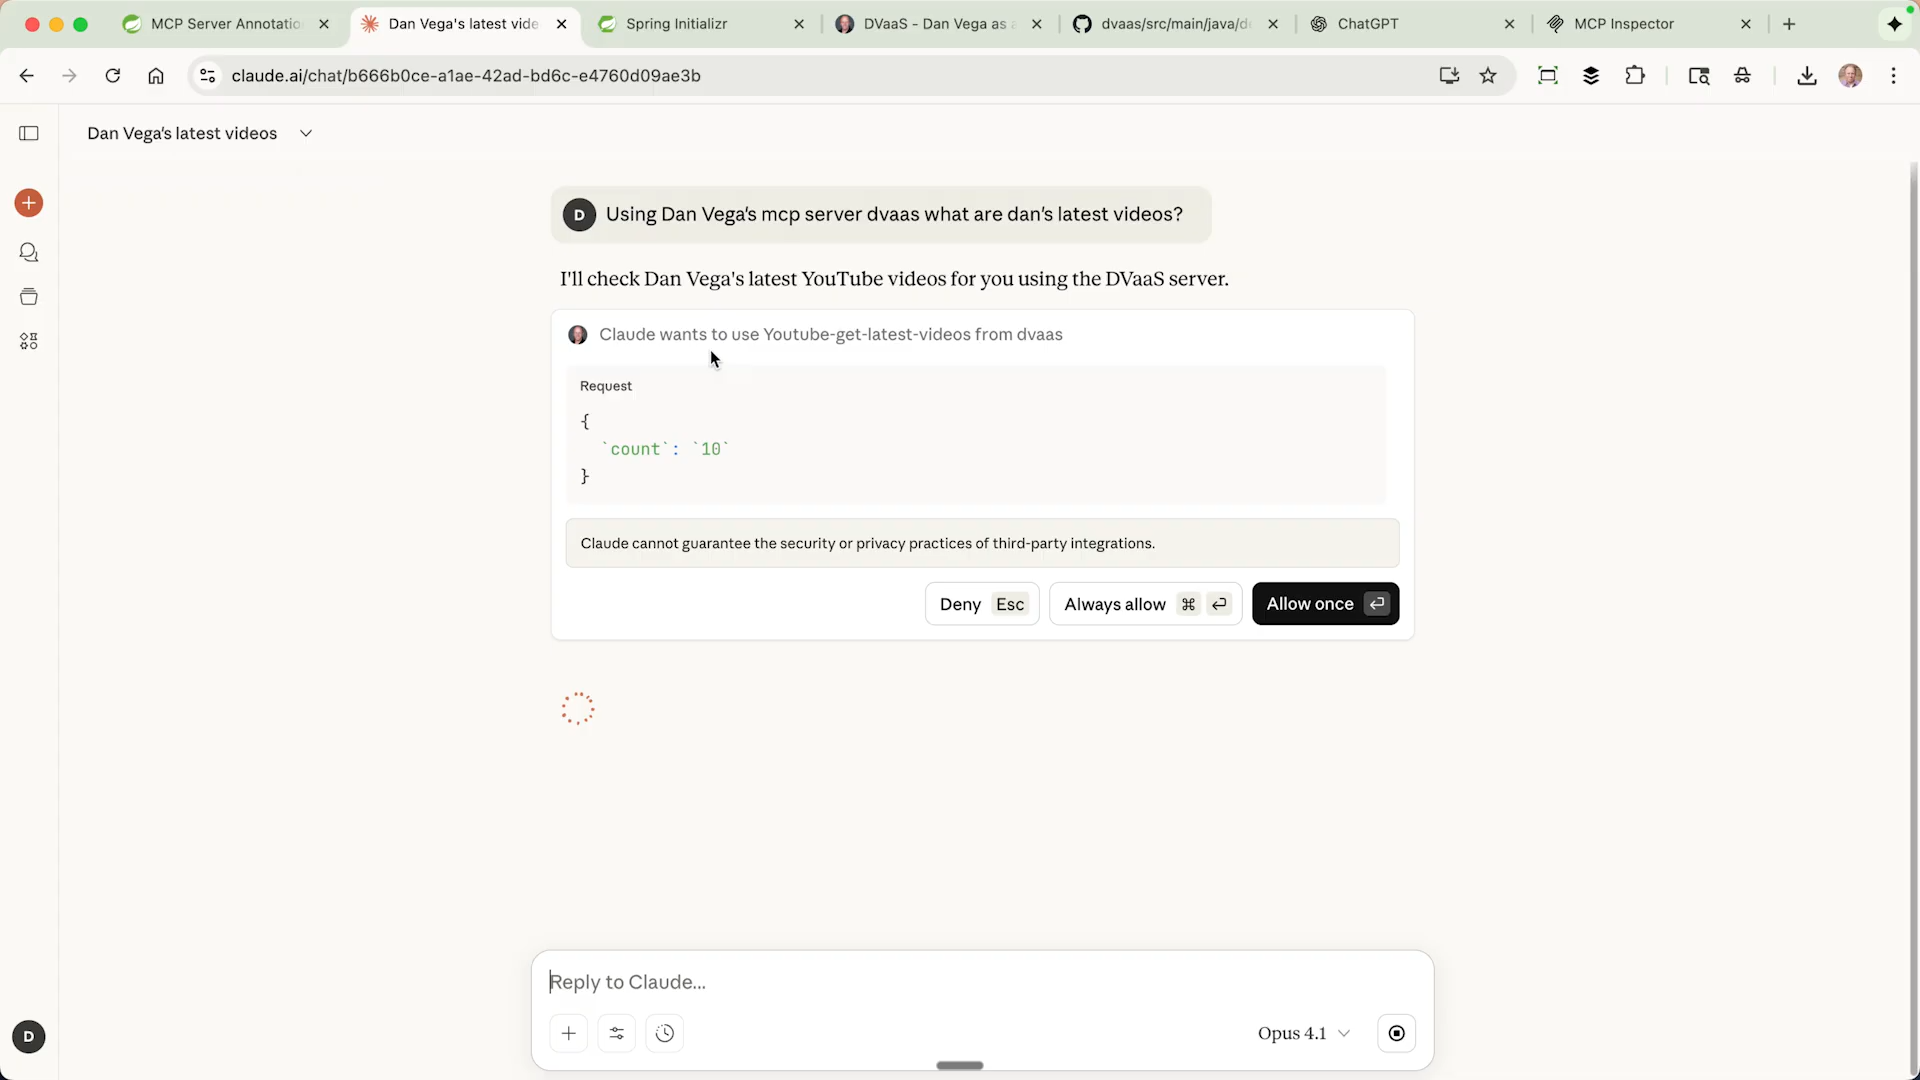 MCP Server Annotatio
Dan Vega's latest vide
Spring Initializr
DVaaS - Dan Vega as a
dvaas/src/main/java/de
ChatGPT
MCP Inspector
claude.ai/chat/b666b0ce-a1ae-42ad-bd6c-e4760d09ae3b
Dan Vega's latest videos
D Using Dan Vega's mcp server dvaas what are dan's latest videos?
I'll check Dan Vega's latest YouTube videos for you using the DVaaS server.
Claude wants to use Youtube-get-latest-videos from dvaas
Request
{
`count`: `10`
}
Claude cannot guarantee the security or privacy practices of third-party integrations.
Deny Esc
Always allow ⌘
Allow once
Reply to Claude...
Opus 4.1
D